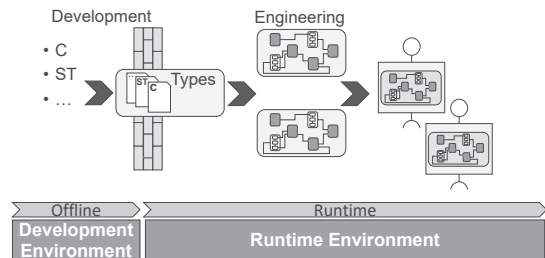 Development
Engineering
• C
• ST
• ...
...
ST
C
Types
Offline
Runtime
Development
Environment
Runtime Environment